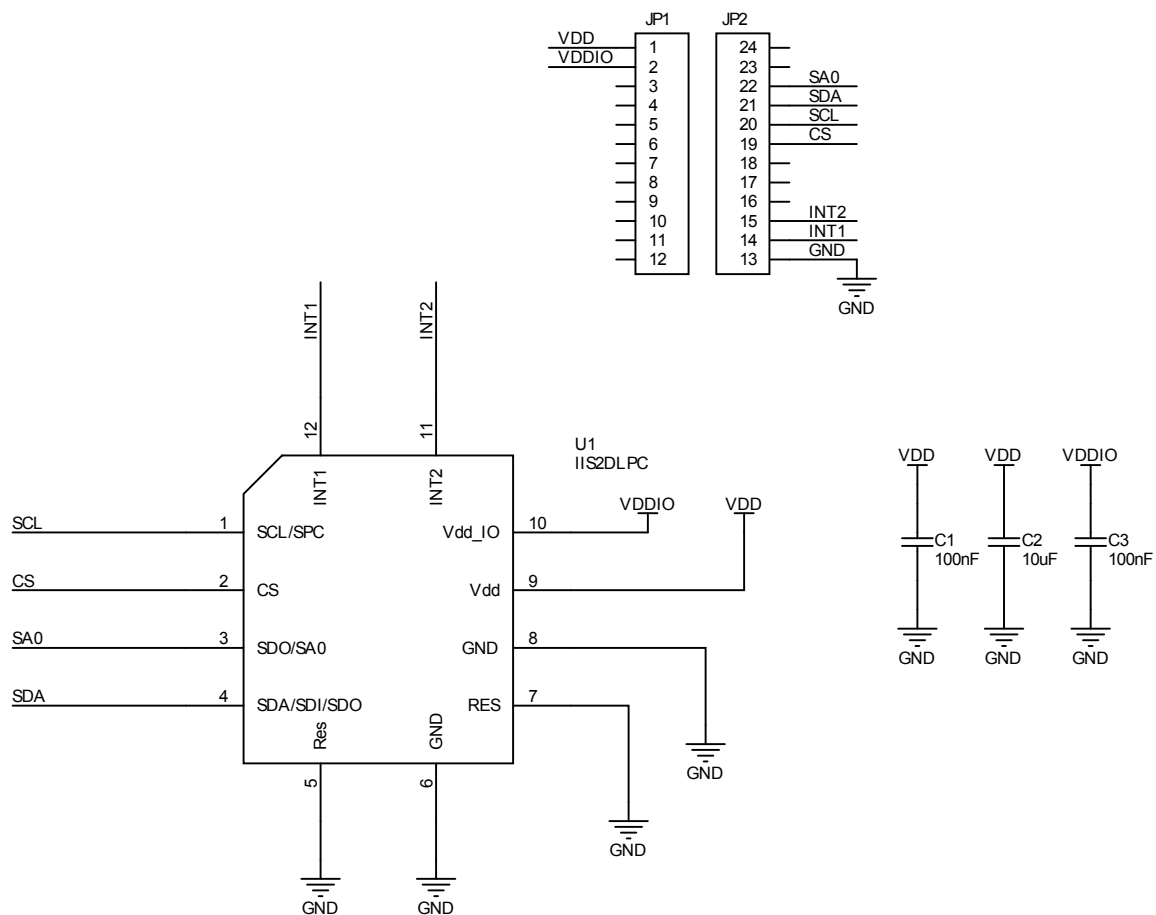 JP1
JP2
VDD
VDDIO
1
2
3
4
5
6
7
8
9
10
11
12
24
23
22
21
20
19
18
17
16
15
14
13
SA0
SDA
SCL
CS
INT2
INT1
GND
GND
INT1
INT2
12
11
U1
IIS2DLPC
INT1
INT2
SCL
1
SCL/SPC
CS
2
CS
SA0
3
SDO/SA0
SDA
4
SDA/SDI/SDO
Vdd_IO
10
VDDIO
VDD
Vdd
9
GND
8
RES
7
Res
GND
5
6
GND
GND
GND
GND
VDD
VDD
VDDIO
C1
100nF
C2
10uF
C3
100nF
GND
GND
GND